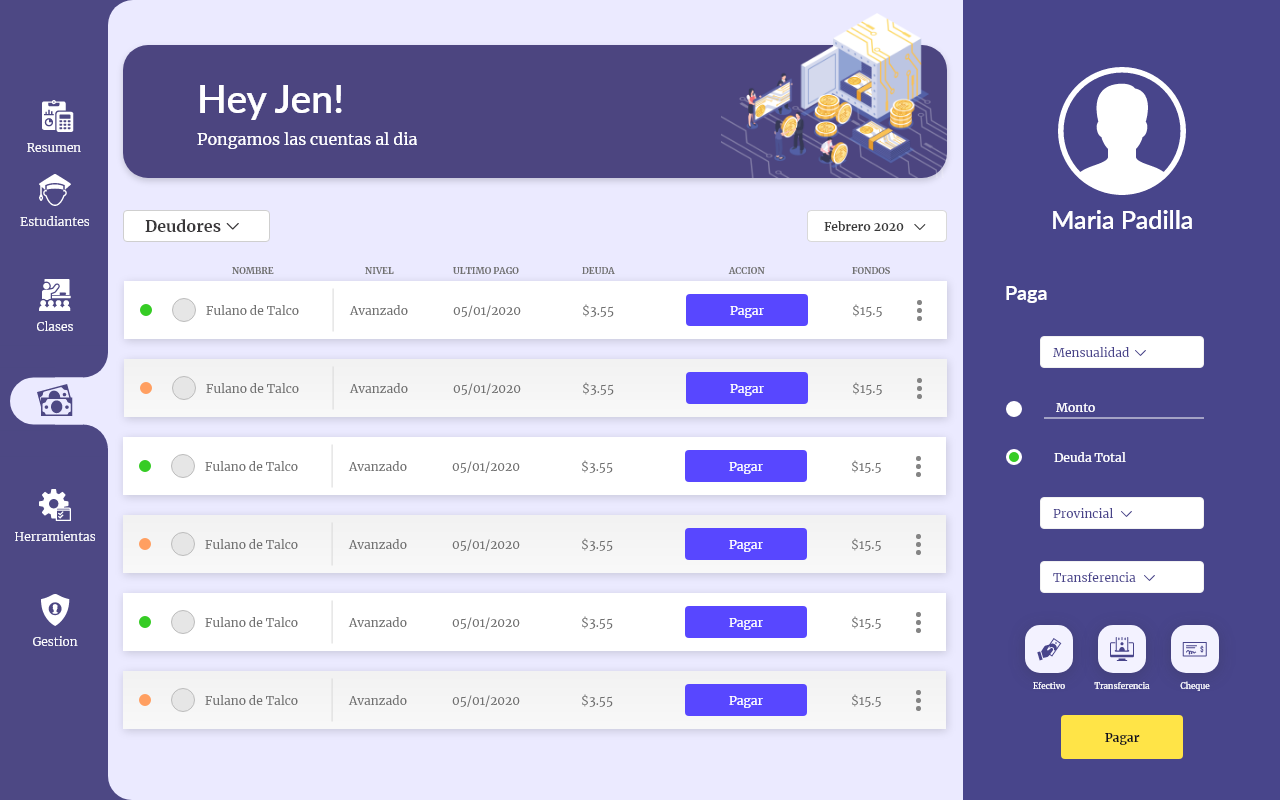 Resumen
Estudiantes
Clases
Herramientas
Gestion
Hey Jen!
Pongamos las cuentas al dia
Deudores
Febrero 2020
NOMBRE NIVEL ULTIMO PAGO DEUDA ACCION FONDOS
Fulano de Talco Avanzado 05/01/2020 $3.55 Pagar $15.5
Fulano de Talco Avanzado 05/01/2020 $3.55 Pagar $15.5
Fulano de Talco Avanzado 05/01/2020 $3.55 Pagar $15.5
Fulano de Talco Avanzado 05/01/2020 $3.55 Pagar $15.5
Fulano de Talco Avanzado 05/01/2020 $3.55 Pagar $15.5
Fulano de Talco Avanzado 05/01/2020 $3.55 Pagar $15.5
Maria Padilla
Paga
Mensualidad
Monto
Deuda Total
Provincial
Transferencia
Efectivo Transferencia Cheque
Pagar